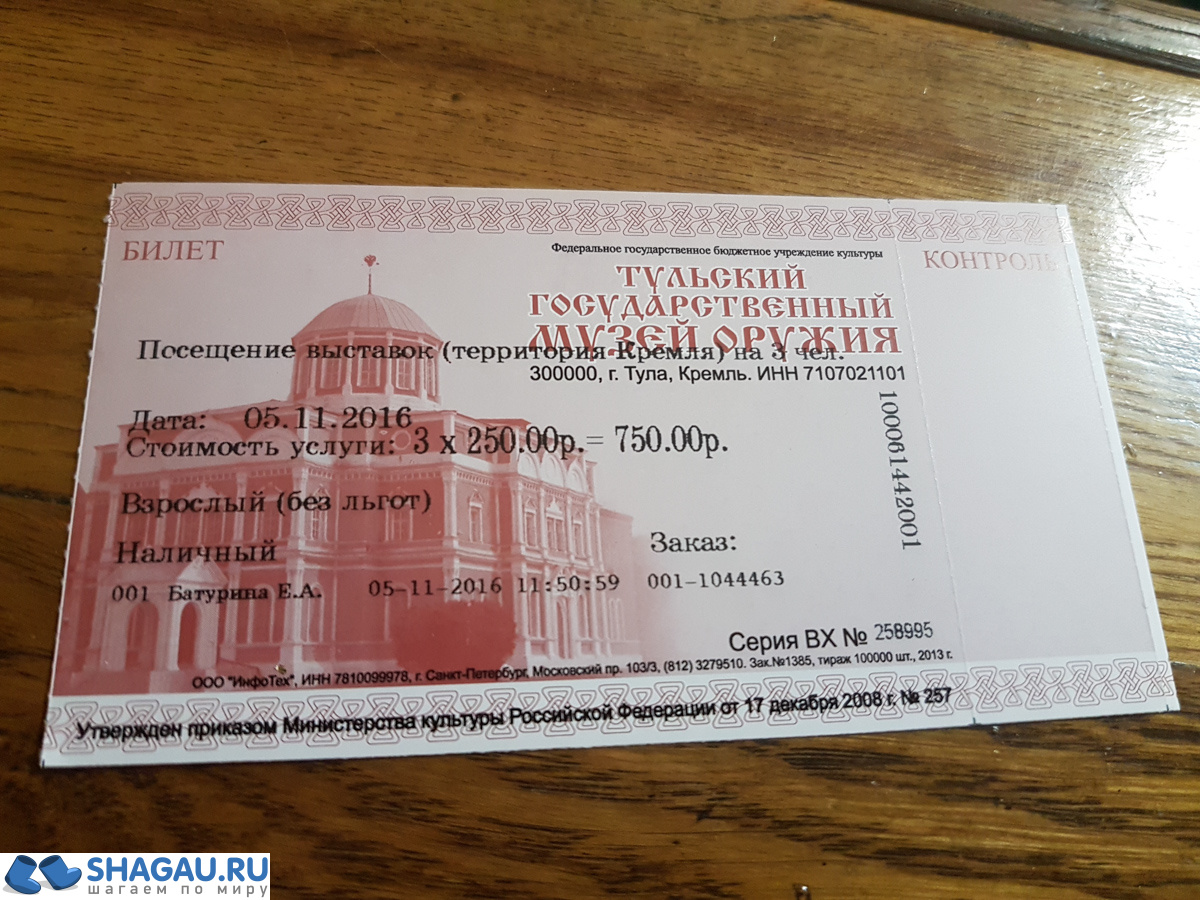 БИЛЕТ
Федеральное государственное бюджетное учреждение культуры
КОНТРОЛЬ
ТУЛЬСКИЙ
ГОСУДАРСТВЕННЫЙ
МУЗЕЙ ОРУЖИЯ
Посещение выставок (территория Кремля) на 3 чел.
300000, г. Тула, Кремль. ИНН 7107021101
Дата: 05.11.2016
Стоимость услуги: 3 х 250.00р.= 750.00р.
100061442001
Взрослый (без льгот)
Наличный
Заказ:
001 Батурина Е.А. 05-11-2016 11:50:59 001-1044463
Серия ВХ № 258995
ООО "ИнфоТех", ИНН 7810099978, г. Санкт-Петербург, Московский пр. 103/3, (812) 3279510. Зак.№1385, тираж 100000 шт., 2013 г.
Утвержден приказом Министерства культуры Российской Федерации от 17 декабря 2008 г. № 257
SHAGAU.RU
шагаем по миру